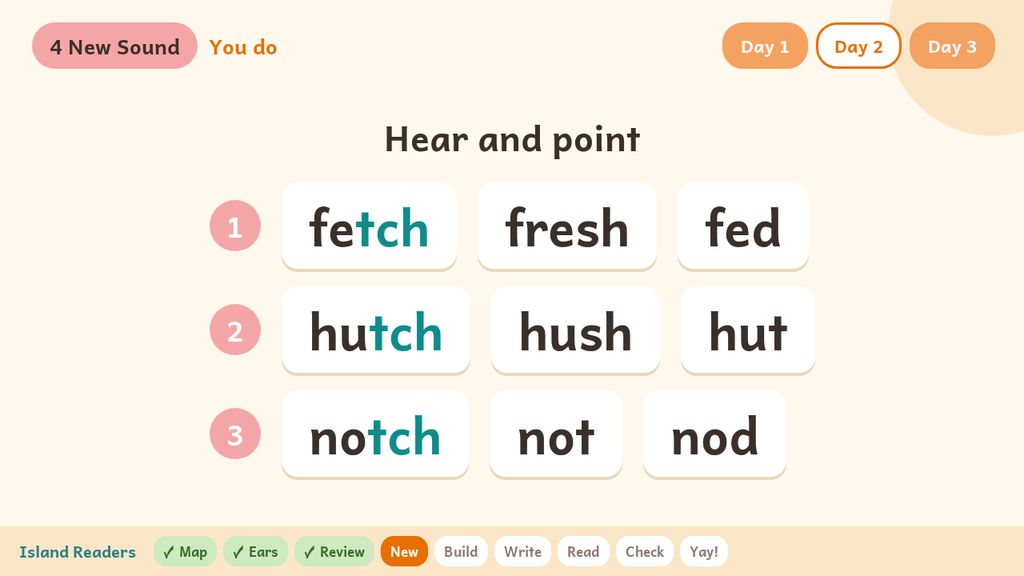 4 New Sound You do Day 1 Day 2 Day 3
Hear and point
1 fetch fresh fed
2 hutch hush hut
3 notch not nod
Island Readers ✓ Map ✓ Ears ✓ Review New Build Write Read Check Yay!